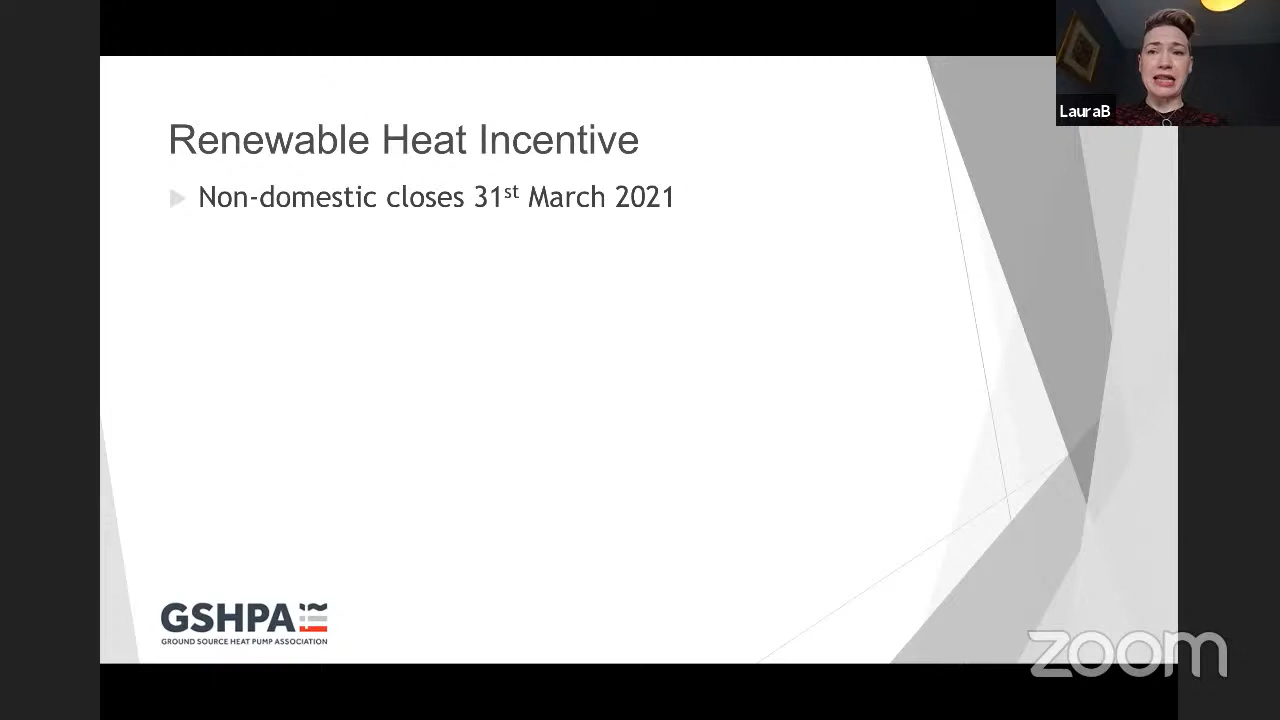 LauraB
Renewable Heat Incentive
Non-domestic closes 31st March 2021
GSHPA
GROUND SOURCE HEAT PUMP ASSOCIATION
zoom